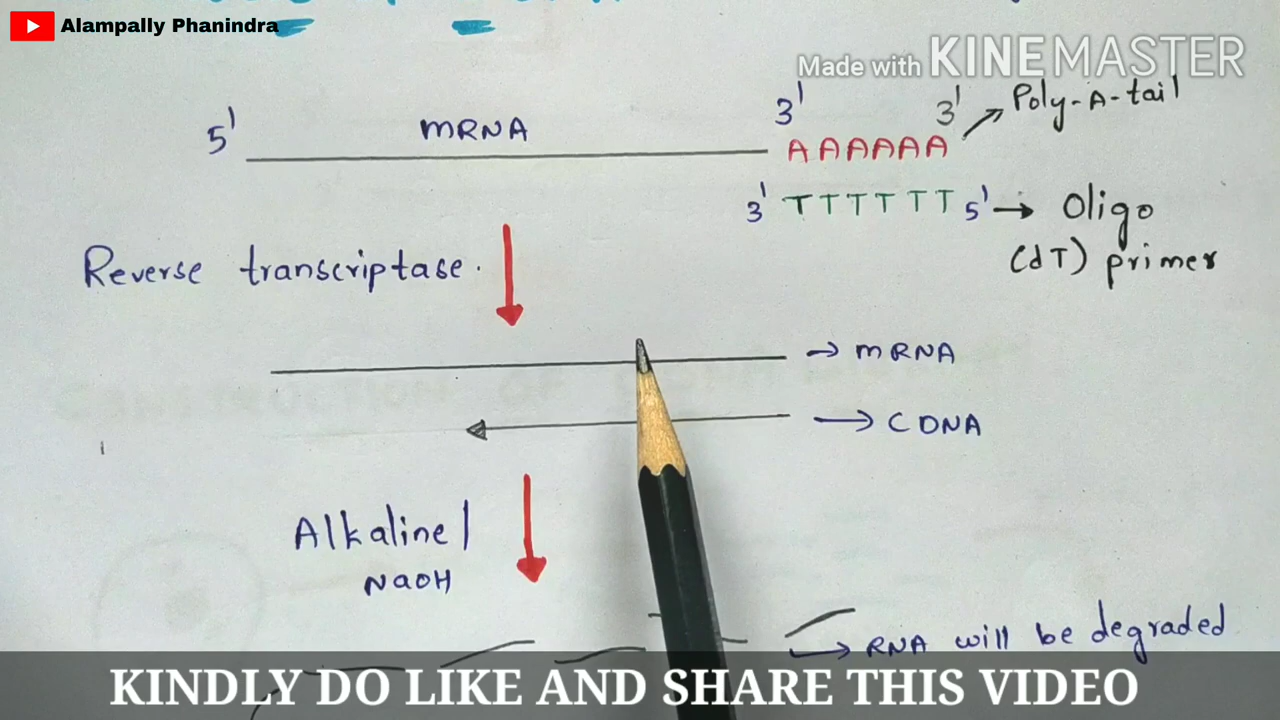 Alampally Phanindra
Made with KINEMASTER
5' mRNA 3' 3' Poly-A-tail
AAAAAA
3' TTTTTT 5' → Oligo
(dT) primer
Reverse transcriptase.
→ mRNA
→ CDNA
Alkaline/
NaOH
→ RNA will be degraded
KINDLY DO LIKE AND SHARE THIS VIDEO